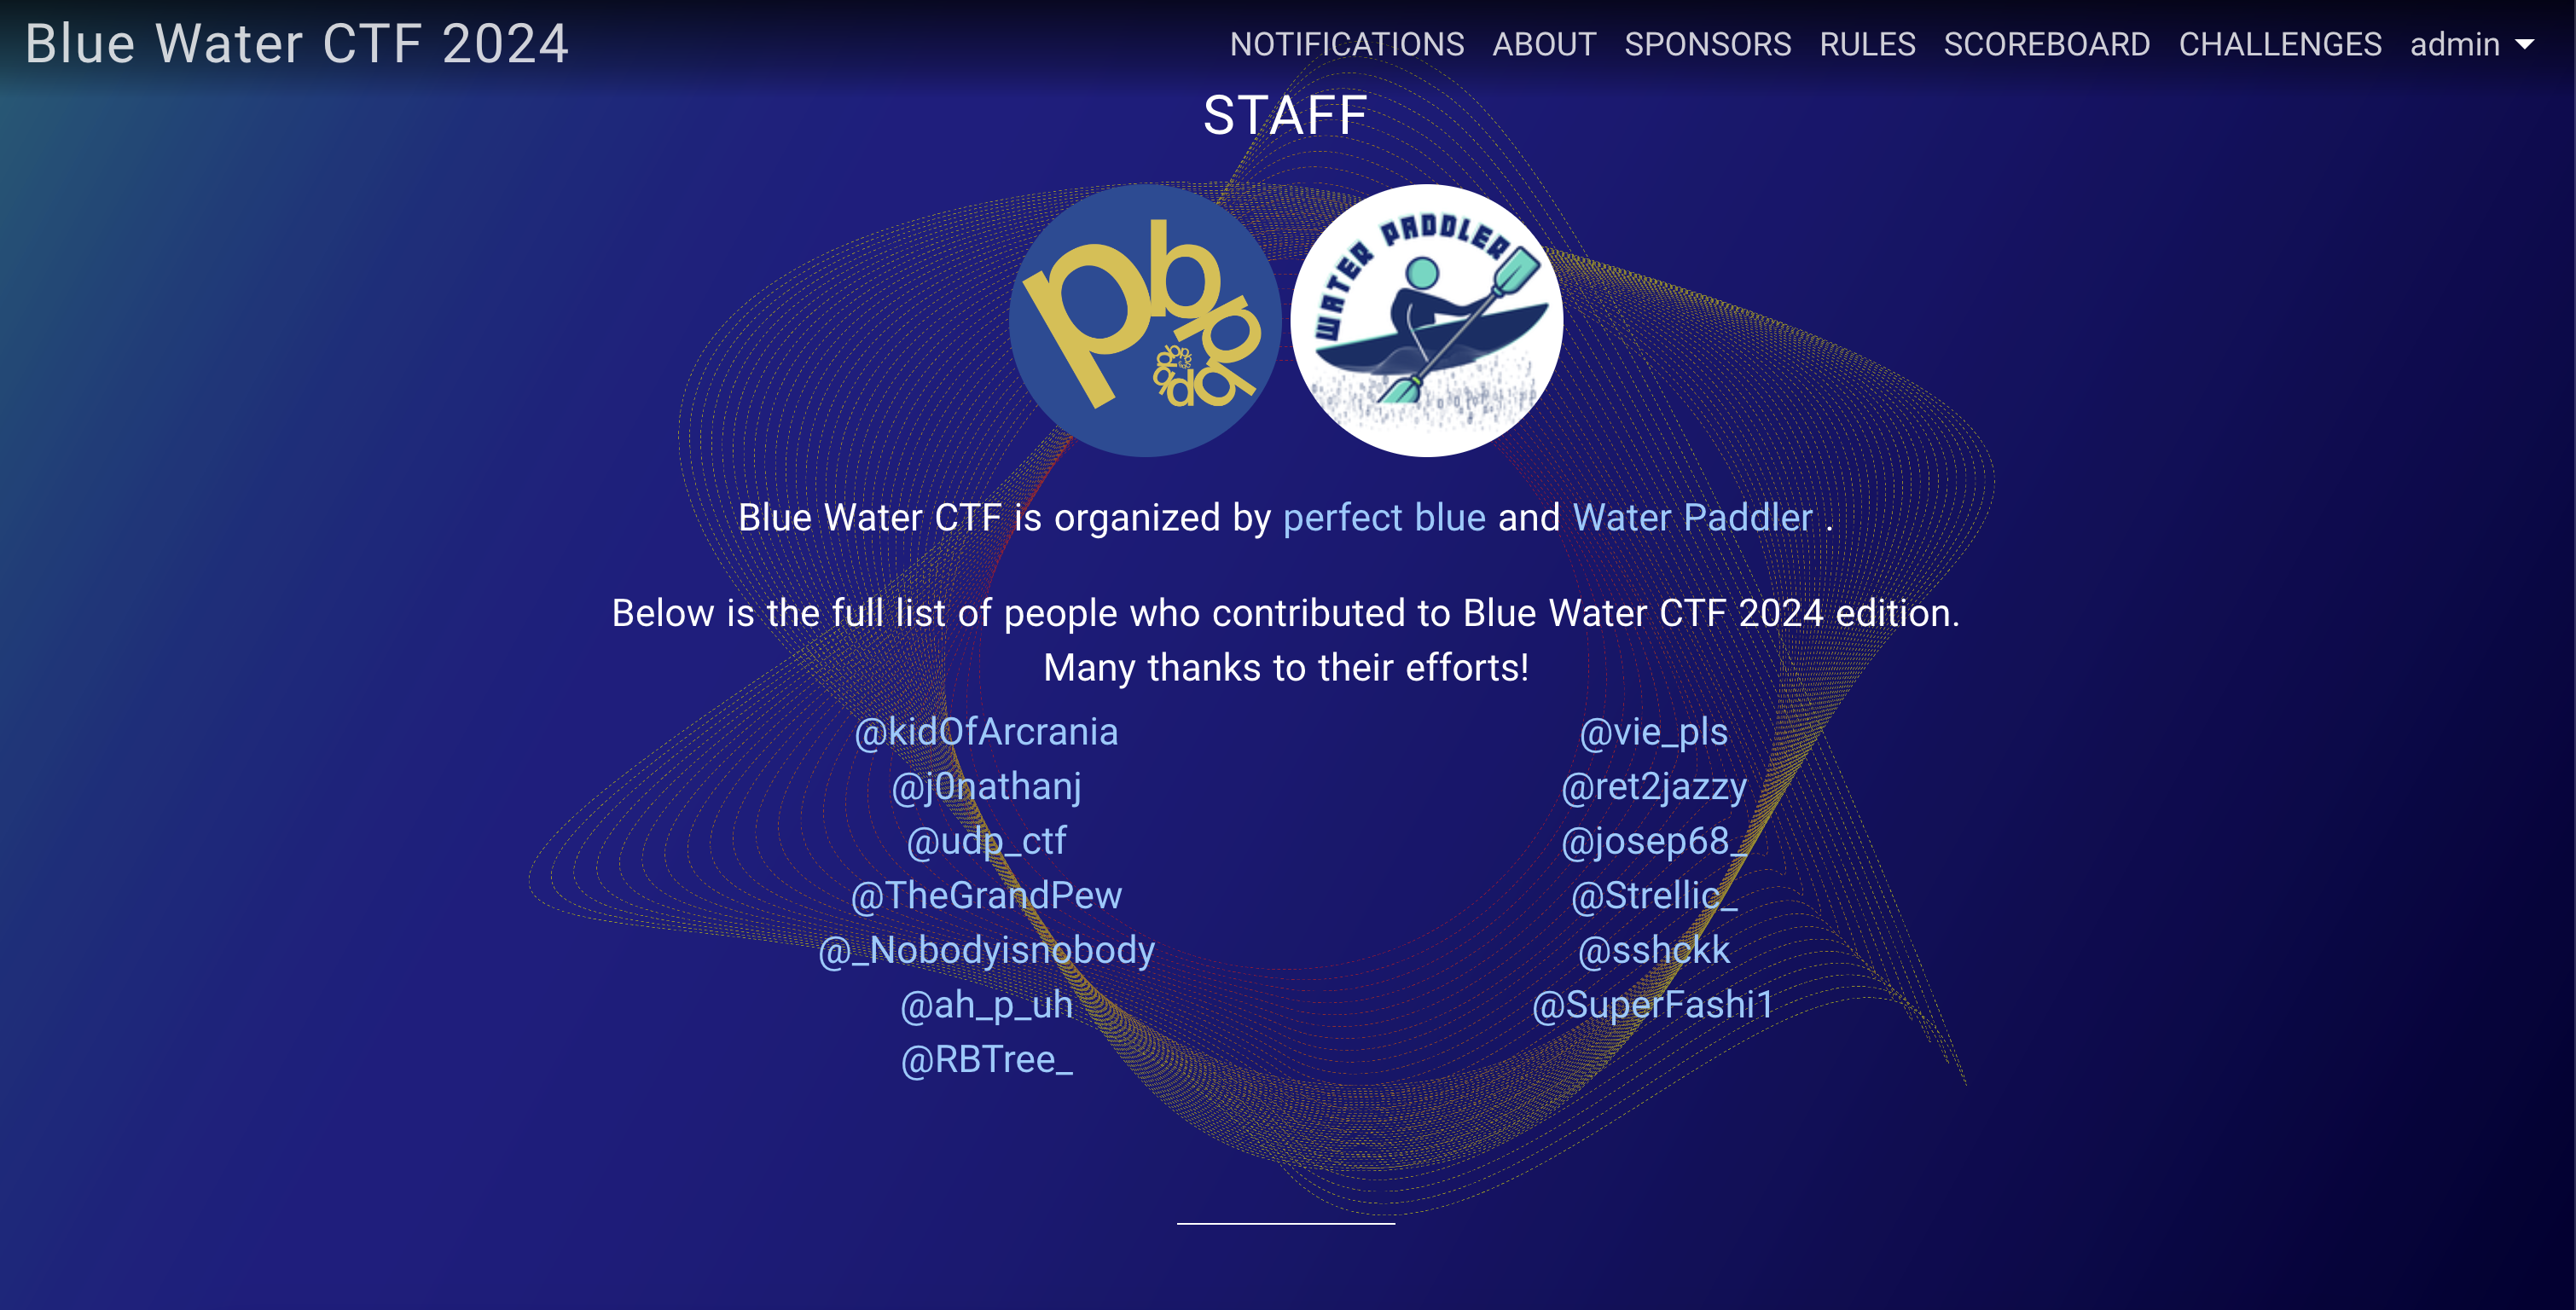 Blue Water CTF 2024
NOTIFICATIONS ABOUT SPONSORS RULES SCOREBOARD CHALLENGES admin
STAFF
pb
WATER PADDLER
Blue Water CTF is organized by perfect blue and Water Paddler .
Below is the full list of people who contributed to Blue Water CTF 2024 edition.
Many thanks to their efforts!
@kidOfArcrania
@j0nathanj
@udp_ctf
@TheGrandPew
@_Nobodyisnobody
@ah_p_uh
@RBTree_
@vie_pls
@ret2jazzy
@josep68_
@Strellic_
@sshckk
@SuperFashi1